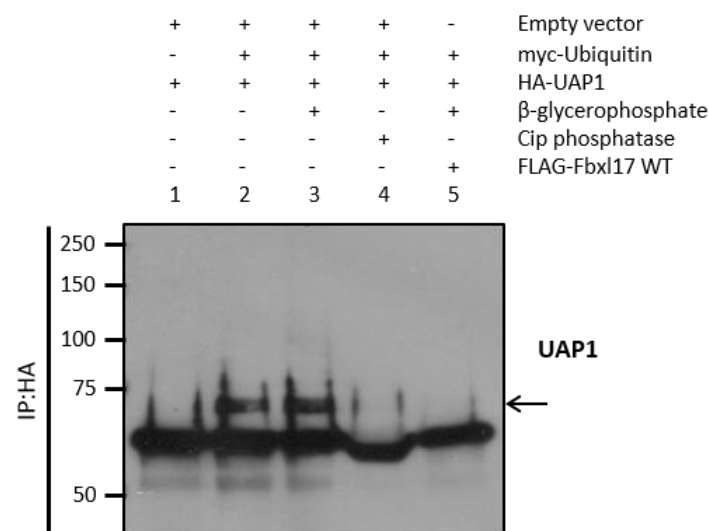 + + + + - Empty vector
- + + + + myc-Ubiquitin
+ + + + + HA-UAP1
- - + - + β-glycerophosphate
- - - + - Cip phosphatase
- - - - + FLAG-Fbxl17 WT
1 2 3 4 5
250
150
100
75
50
IP:HA
UAP1